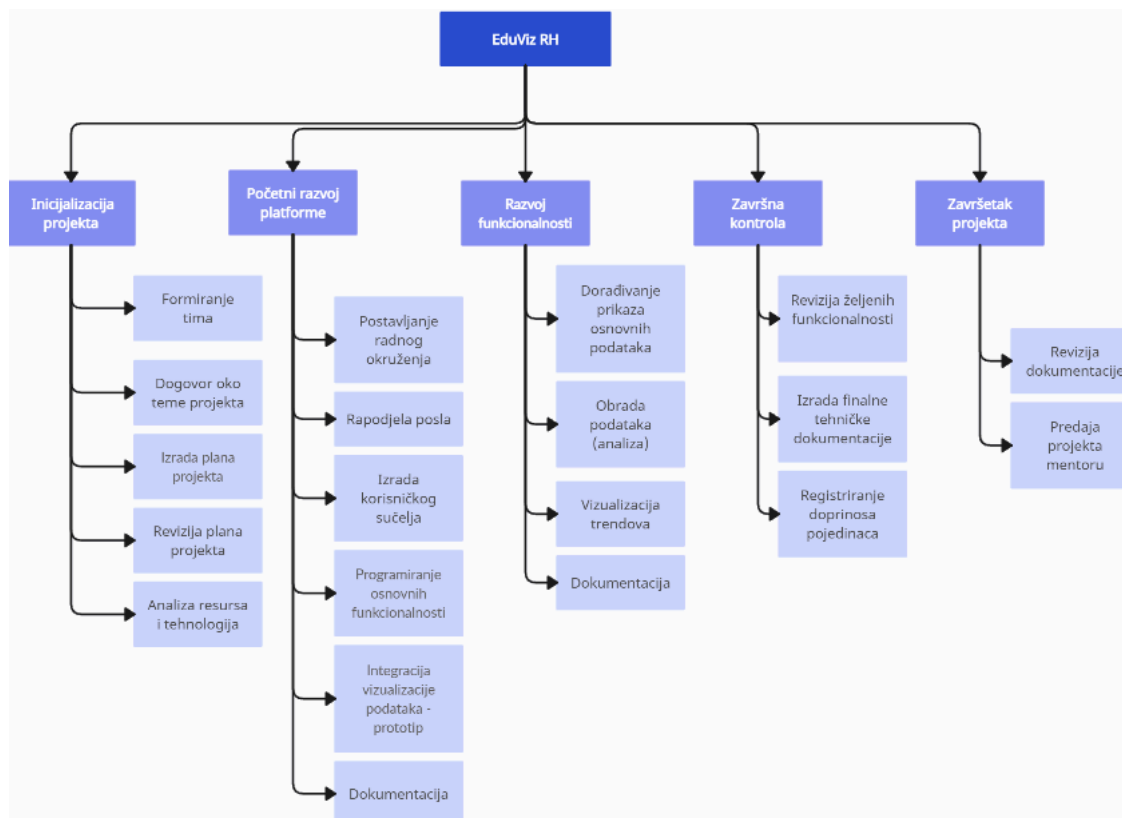 EduViz RH
Inicijalizacija
projekta
Formiranje
tima
Dogovor oko
teme projekta
Izrada plana
projekta
Revizija plana
projekta
Analiza resursa
i tehnologija
Početni razvoj
platforme
Postavljanje
radnog
okruženja
Rapodjela posla
Izrada
korisničkog
sučelja
Programiranje
osnovnih
funkcionalnosti
Integracija
vizualizacije
podataka -
prototip
Dokumentacija
Razvoj
funkcionalnosti
Dorađivanje
prikaza
osnovnih
podataka
Obrada
podataka
(analiza)
Vizualizacija
trendova
Dokumentacija
Završna
kontrola
Revizija željenih
funkcionalnosti
Izrada finalne
tehničke
dokumentacije
Registriranje
doprinosa
pojedinaca
Završetak
projekta
Revizija
dokumentacije
Predaja
projekta
mentoru